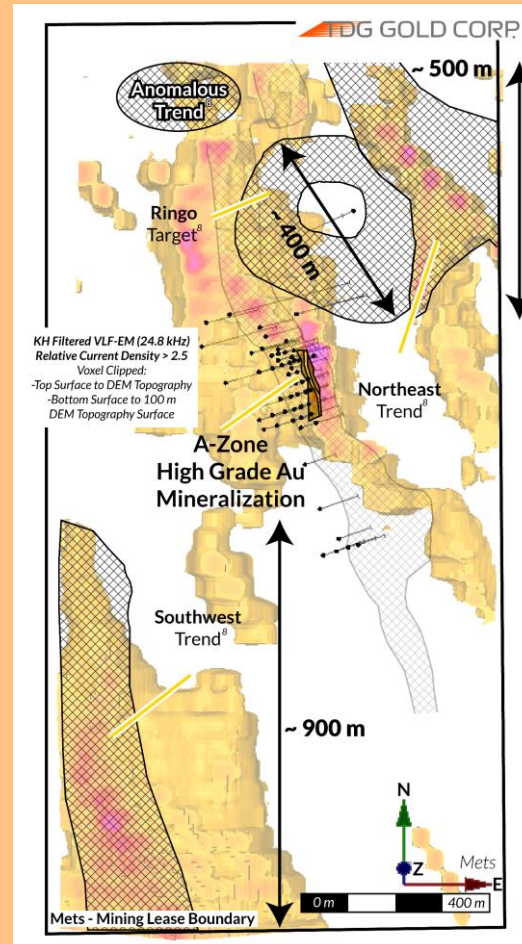 TDG GOLD CORP.
~ 500 m
Anomalous
Trend⁸
Ringo
Target⁸
~ 400 m
KH Filtered VLF-EM (24.8 kHz)
Relative Current Density > 2.5
Voxel Clipped:
-Top Surface to DEM Topography
-Bottom Surface to 100 m
DEM Topography Surface
Northeast
Trend⁸
A-Zone
High Grade Au
Mineralization
Southwest
Trend⁸
~ 900 m
N
Z
Mets
E
0 m
400 m
Mets - Mining Lease Boundary